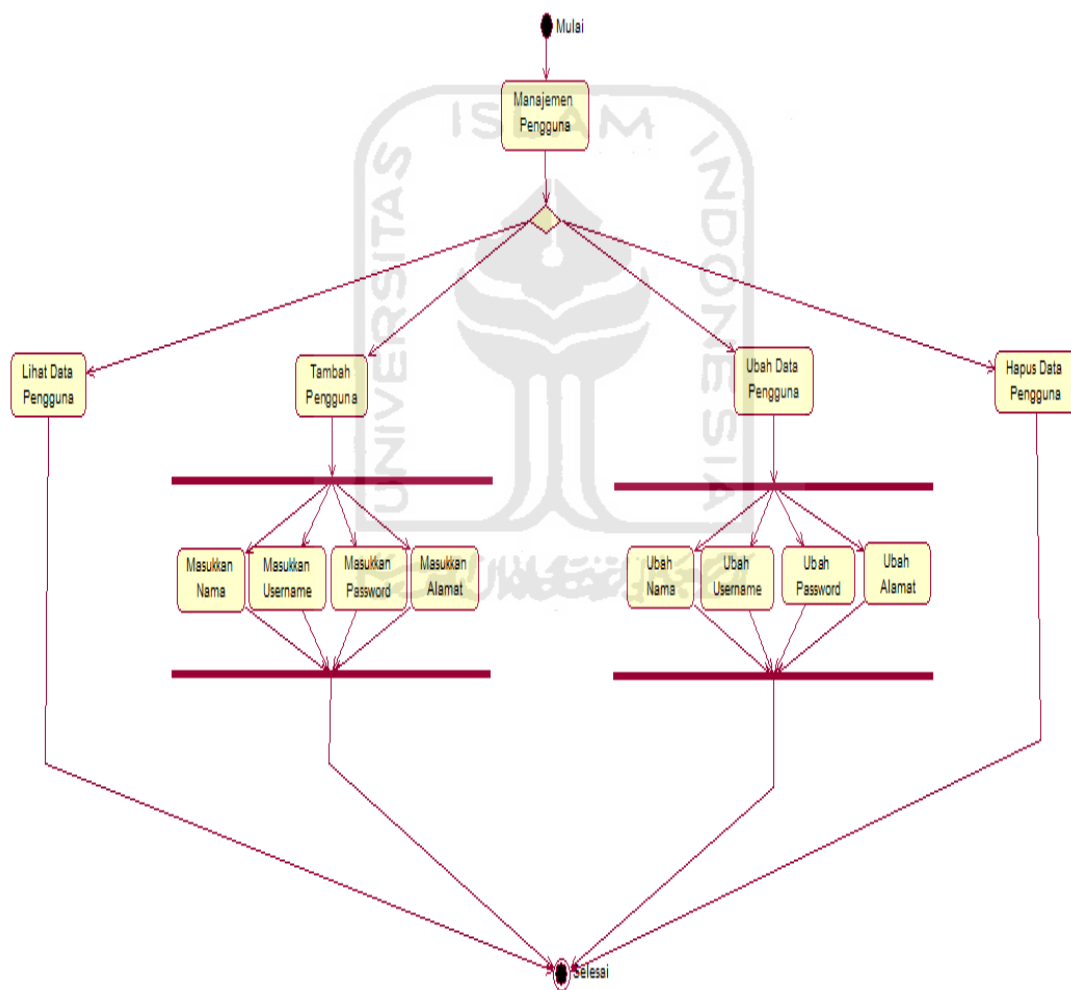 Mulai
Manajemen
Pengguna
ISLAM
UNIVERSITAS
INDONESIA
Lihat Data
Pengguna
Tambah
Pengguna
Ubah Data
Pengguna
Hapus Data
Pengguna
Masukkan
Nama
Masukkan
Username
Masukkan
Password
Masukkan
Alamat
Ubah
Nama
Ubah
Username
Ubah
Password
Ubah
Alamat
Selesai